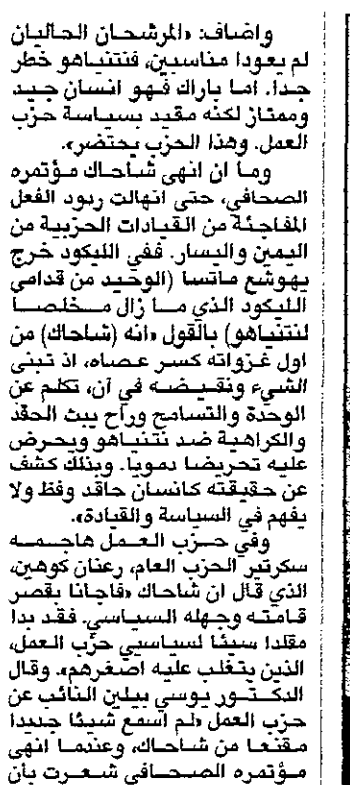 واضاف: «المرشحان الحاليان
لم يعودا مناسبين، فنتنياهو خطر
جدا. اما باراك فهو انسان جيد
وممتاز لكنه مقيد بسياسة حزب
العمل. وهذا الحزب يحتضر».
وما ان انهى شاحاك مؤتمره
الصحافي، حتى انهالت ردود الفعل
المفاجئة من القيادات الحزبية من
اليمين واليسار. ففي الليكود خرج
يهوشع ماتسا (الوحيد من قدامى
الليكود الذي ما زال مخلصا
لنتنياهو) بالقول «انه (شاحاك) من
اول غزواته كسر عصاه، اذ تبنى
الشيء ونقيضه في آن، تكلم عن
الوحدة والتسامح وراح يبث الحقد
والكراهية ضد نتنياهو ويحرض
عليه تحريضا دمويا. وبذلك كشف
عن حقيقته كانسان حاقد وفظ ولا
يفهم في السياسة والقيادة».
وفي حزب العمل هاجمه
سكرتير الحزب العام، رعنان كوهين،
الذي قال ان شاحاك «فاجانا بقصر
قامته وجهله السياسي. فقد بدا
مقلدا سيئا لسياسيي حزب العمل،
الذين يتغلب عليه اصغرهم». وقال
الدكتور يوسي بيلين النائب عن
حزب العمل «لم اسمع شيئا جديدا
مقنعا من شاحاك، وعندما انهى
مؤتمره الصحافي شعرت بأن